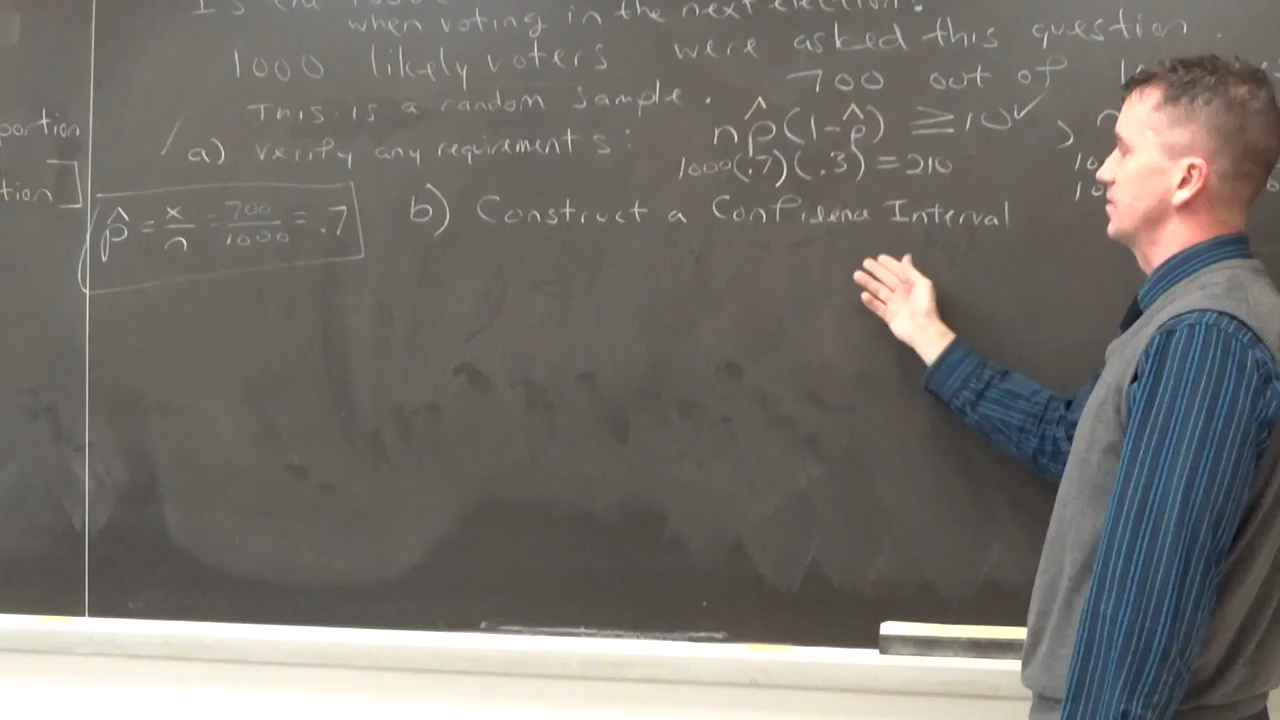 when voting in the next election.
1000 likely voters were asked this question.
700 out of
This is a random sample.
a) verify any requirements: n p̂(1-p̂) ≥ 10 ✓,
1000(.7)(.3) = 210
portion
tion]
p̂ = x/n = 700/1000 = .7
b) Construct a Confidence Interval